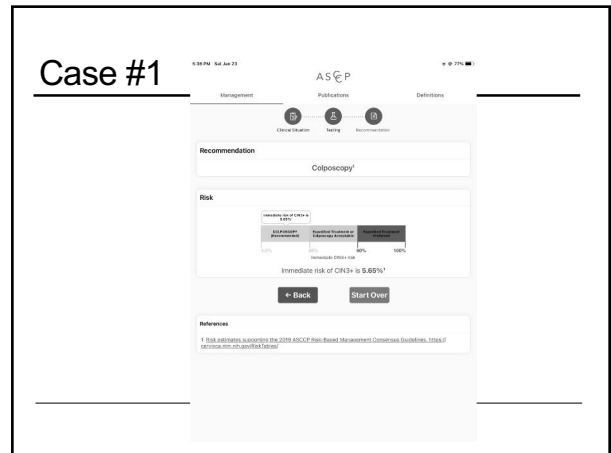 Case #1
5:38 PM Sat Jan 23
77%
ASCCP
Management Publications Definitions
Clinical Situation Testing Recommendation
Recommendation
Colposcopy¹
Risk
Immediate risk of CIN3+ is
5.65%¹
COLPOSCOPY Expedited Treatment or Expedited Treatment
(Recommended) Colposcopy Acceptable Preferred
60% 100%
Immediate CIN3+ risk
Immediate risk of CIN3+ is 5.65%¹
← Back Start Over
References
1. Risk estimates supporting the 2019 ASCCP Risk-Based Management Consensus Guidelines. https://
cervixca.nlm.nih.gov/RiskTables/